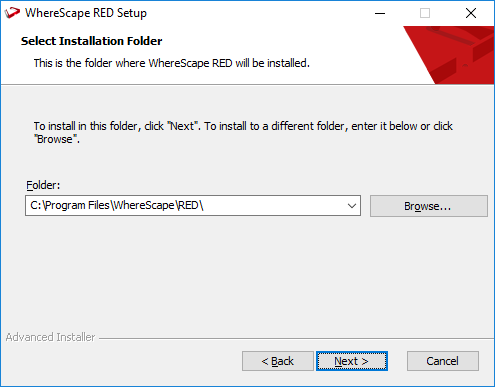 WhereScape RED Setup
Select Installation Folder
This is the folder where WhereScape RED will be installed.
To install in this folder, click "Next". To install to a different folder, enter it below or click
"Browse".
Folder:
C:\Program Files\WhereScape\RED\
Browse...
Advanced Installer
< Back
Next >
Cancel